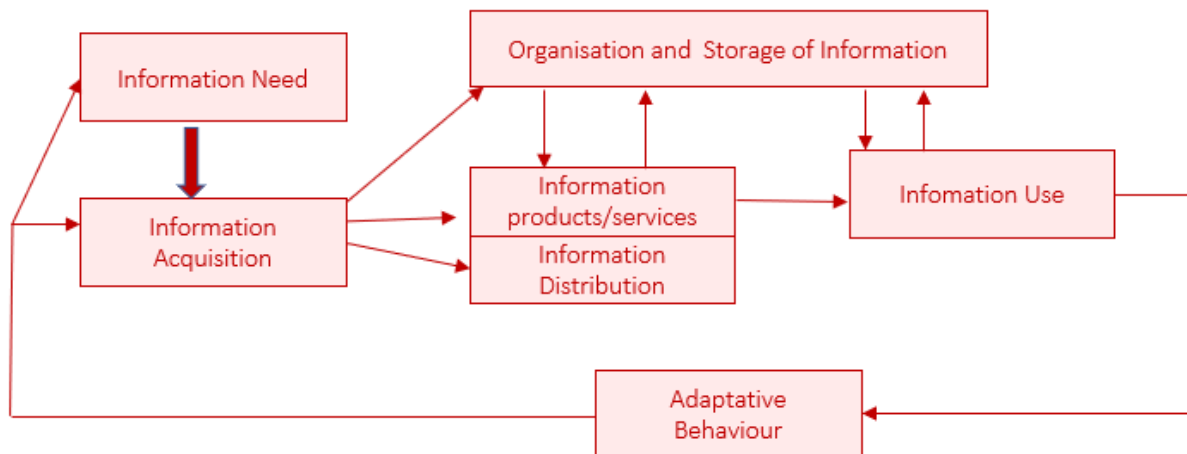 Organisation and Storage of Information
Information Need
Information
products/services
Infomation Use
Information
Acquisition
Information
Distribution
Adaptative
Behaviour